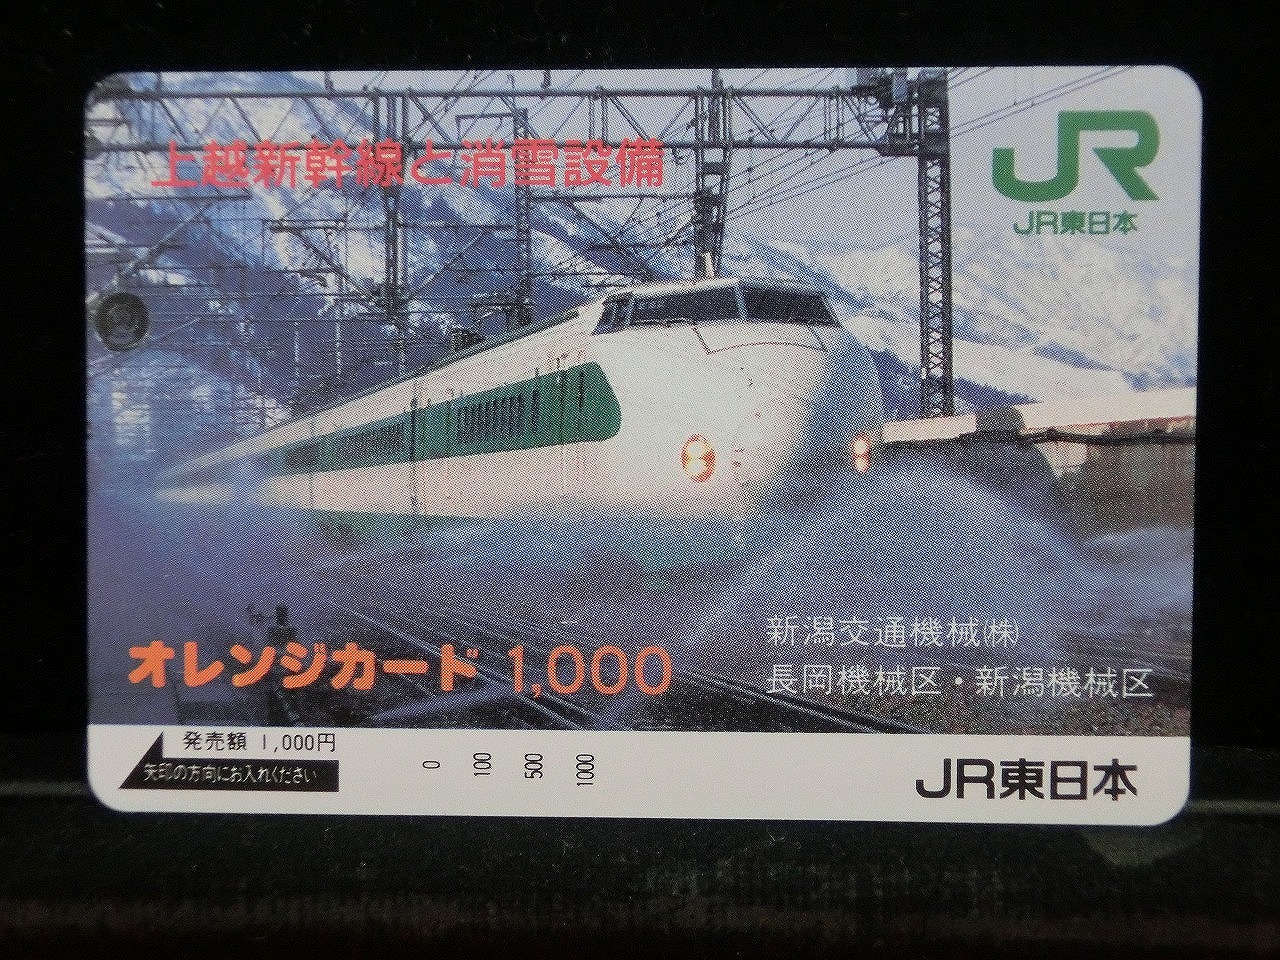 上越新幹線と消雪設備
JR
JR東日本
オレンジカード 1,000
新潟交通機械㈱
長岡機械区・新潟機械区
発売額 1,000円
矢印の方向にお入れください
0 100 500 1000
JR東日本